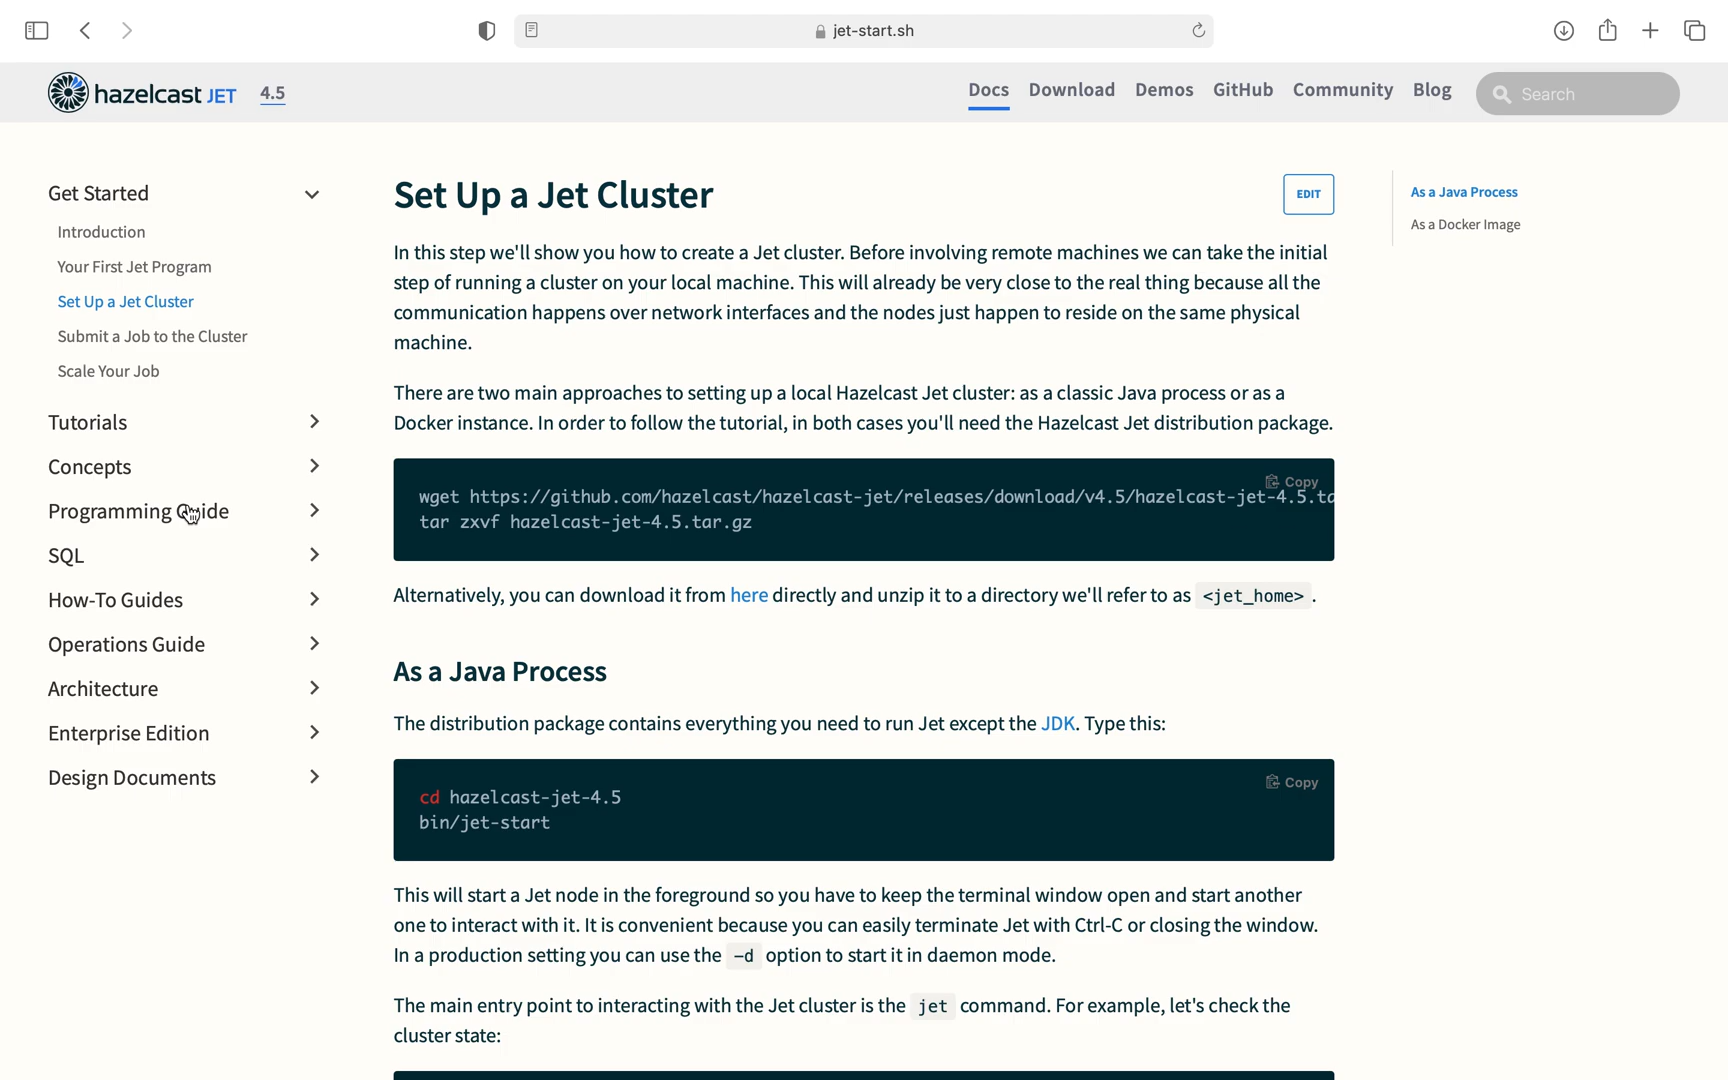 jet-start.sh
hazelcast JET 4.5
Docs Download Demos GitHub Community Blog Search
Get Started
Introduction
Your First Jet Program
Set Up a Jet Cluster
Submit a Job to the Cluster
Scale Your Job
Tutorials
Concepts
Programming Guide
SQL
How-To Guides
Operations Guide
Architecture
Enterprise Edition
Design Documents
Set Up a Jet Cluster
EDIT
In this step we'll show you how to create a Jet cluster. Before involving remote machines we can take the initial
step of running a cluster on your local machine. This will already be very close to the real thing because all the
communication happens over network interfaces and the nodes just happen to reside on the same physical
machine.
There are two main approaches to setting up a local Hazelcast Jet cluster: as a classic Java process or as a
Docker instance. In order to follow the tutorial, in both cases you'll need the Hazelcast Jet distribution package.
Copy
wget https://github.com/hazelcast/hazelcast-jet/releases/download/v4.5/hazelcast-jet-4.5.ta
tar zxvf hazelcast-jet-4.5.tar.gz
Alternatively, you can download it from here directly and unzip it to a directory we'll refer to as <jet_home> .
As a Java Process
The distribution package contains everything you need to run Jet except the JDK. Type this:
Copy
cd hazelcast-jet-4.5
bin/jet-start
This will start a Jet node in the foreground so you have to keep the terminal window open and start another
one to interact with it. It is convenient because you can easily terminate Jet with Ctrl-C or closing the window.
In a production setting you can use the -d option to start it in daemon mode.
The main entry point to interacting with the Jet cluster is the jet command. For example, let's check the
cluster state:
As a Java Process
As a Docker Image